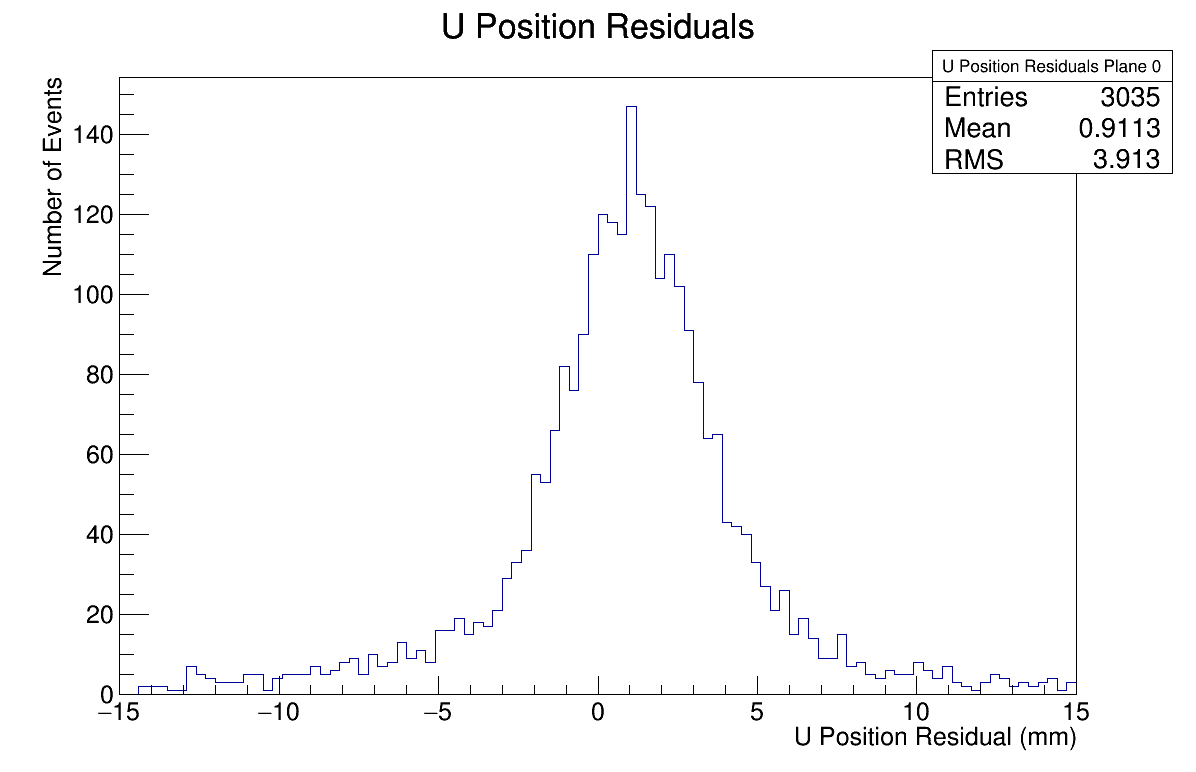 U Position Residuals
U Position Residuals Plane 0
Entries 3035
Mean 0.9113
RMS 3.913
Number of Events
140
120
100
80
60
40
20
0
−15 −10 −5 0 5 10 15
U Position Residual (mm)